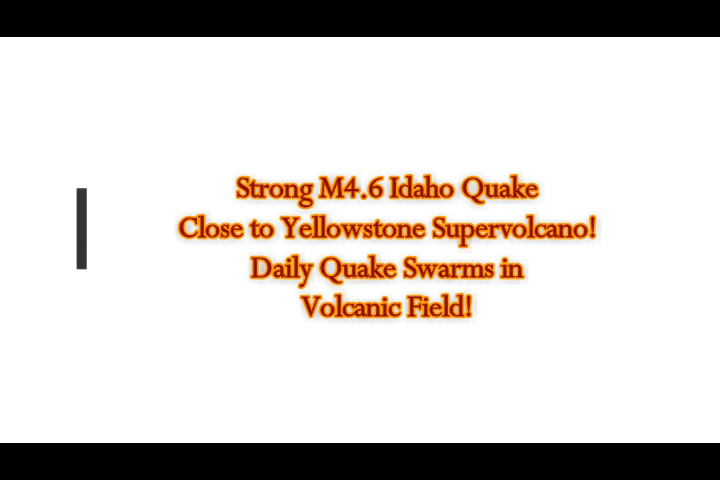 Strong M4.6 Idaho Quake
Close to Yellowstone Supervolcano!
Daily Quake Swarms in
Volcanic Field!